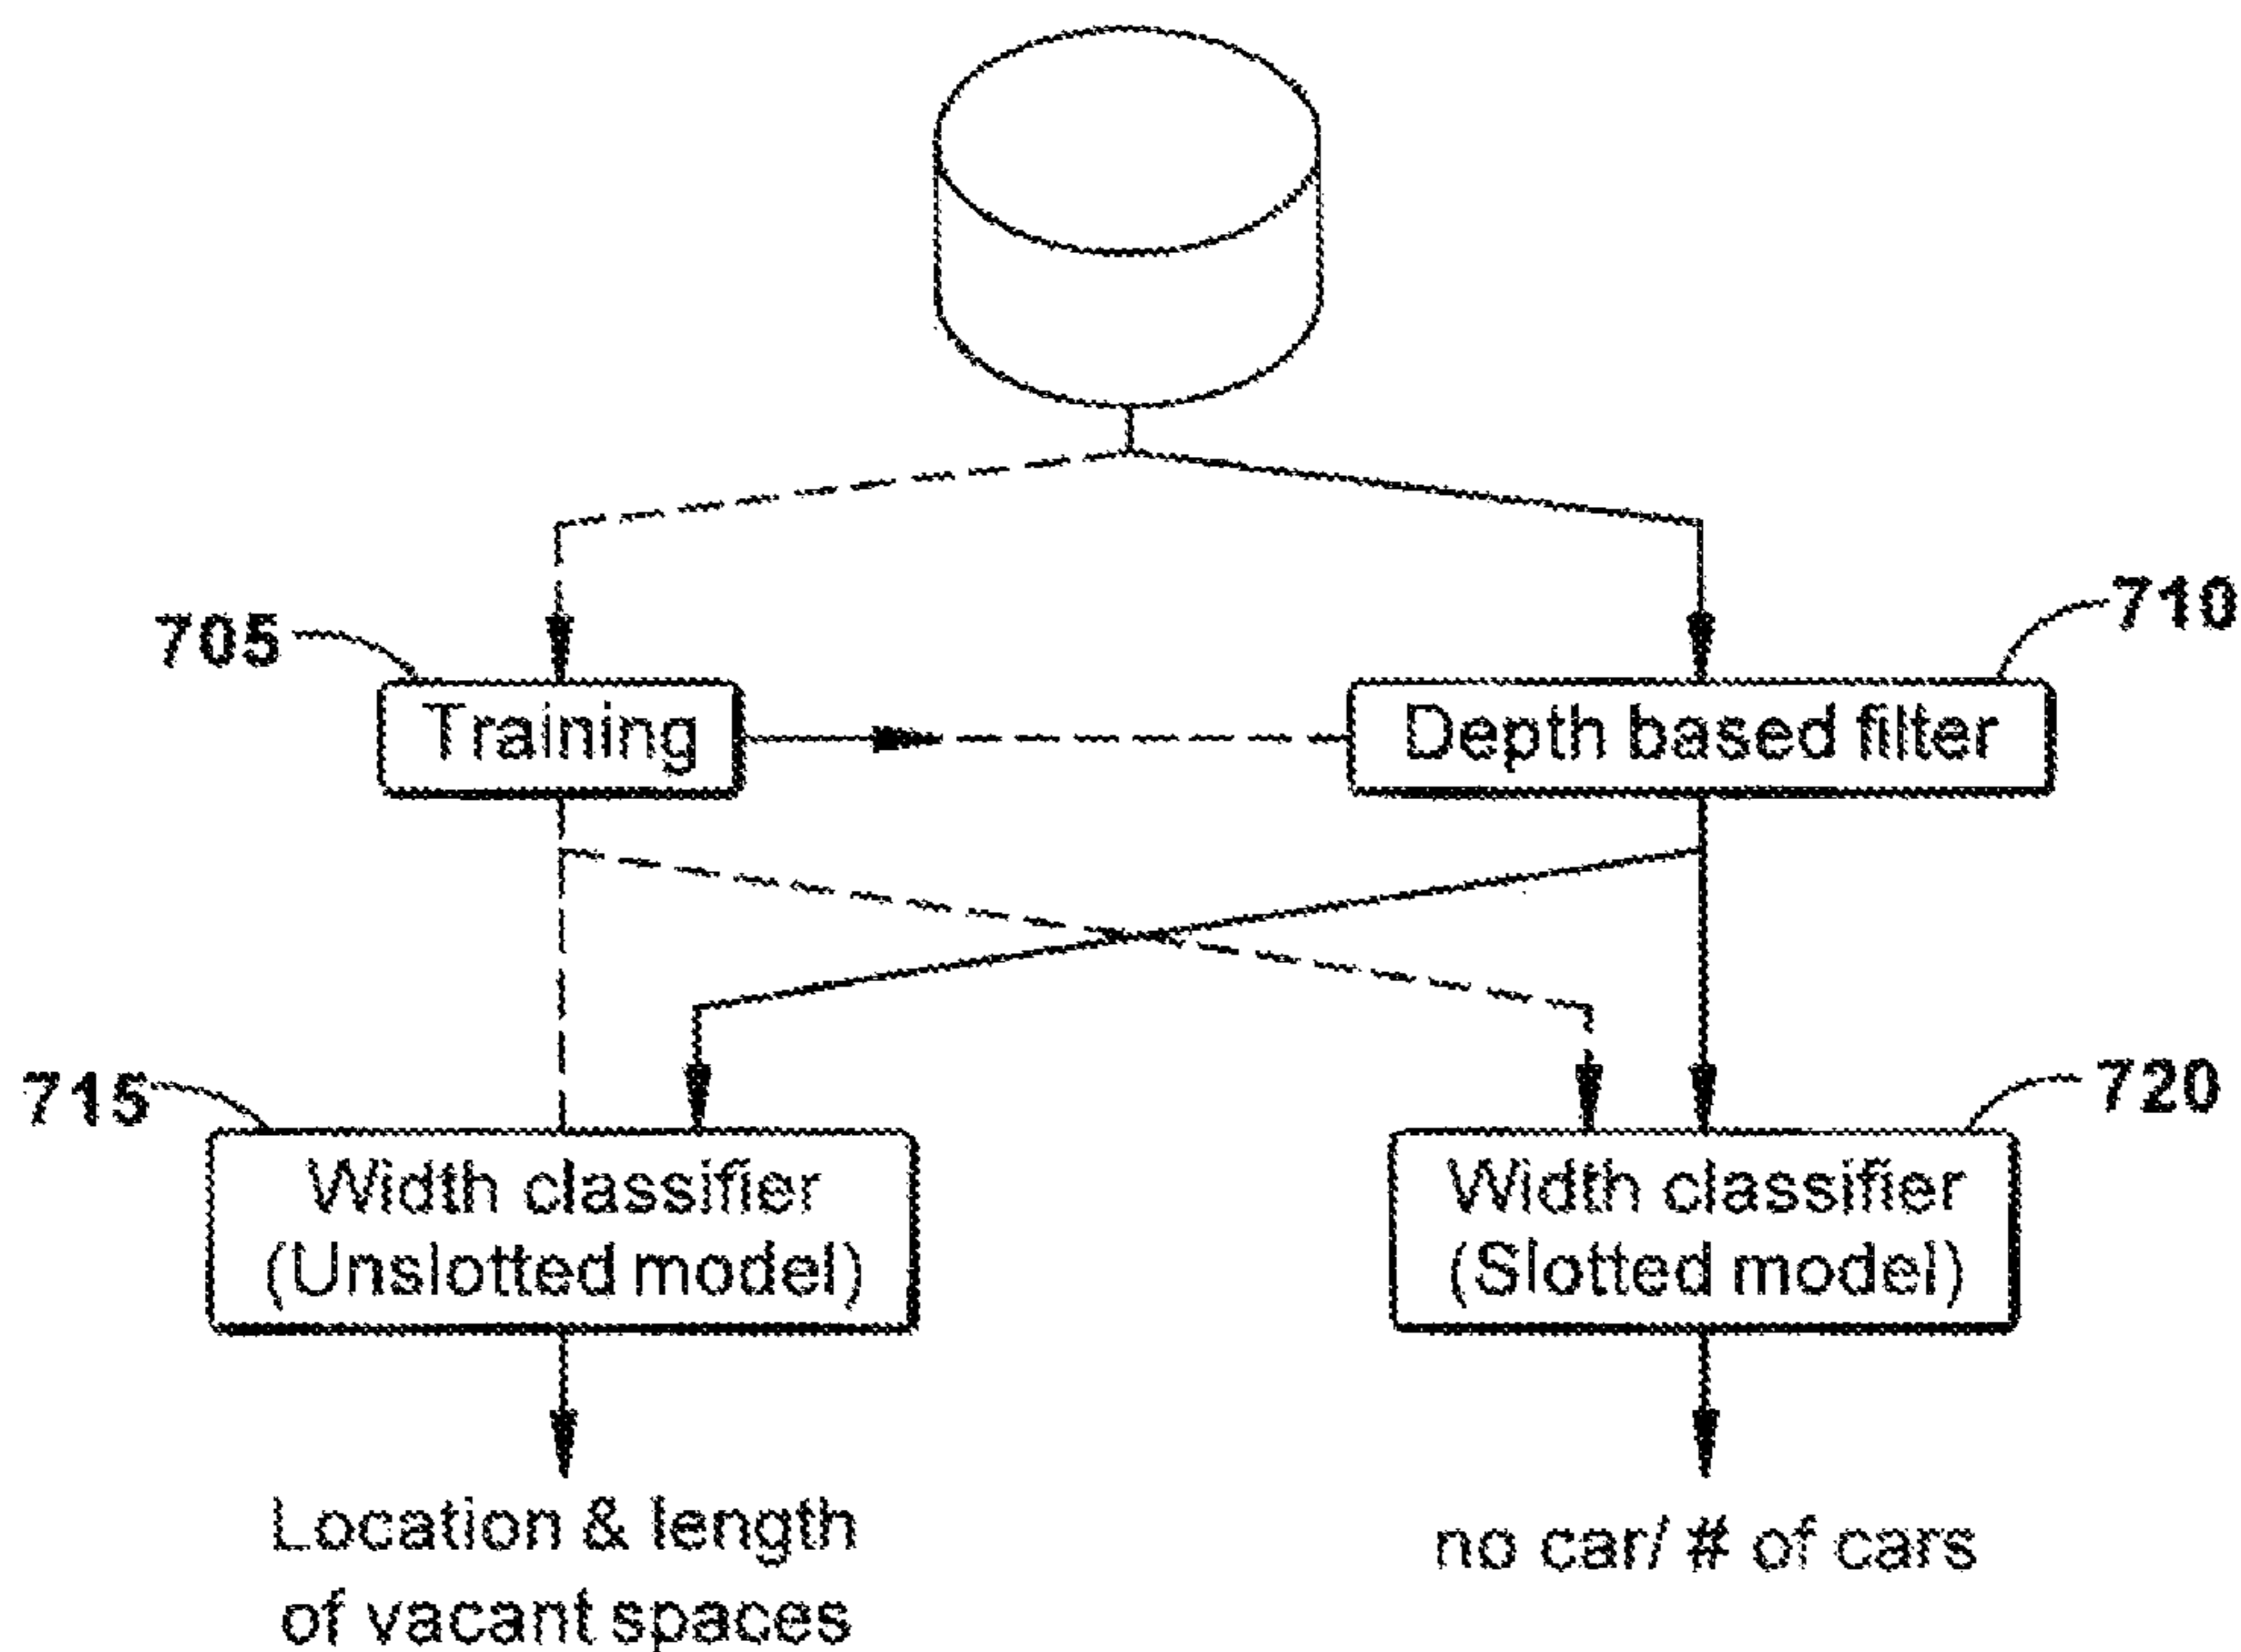 710
705
Training
Depth based filter
715
720
Width classifier
(Unslotted model)
Width classifier
(Slotted model)
Location & length
of vacant spaces
no car/ # of cars